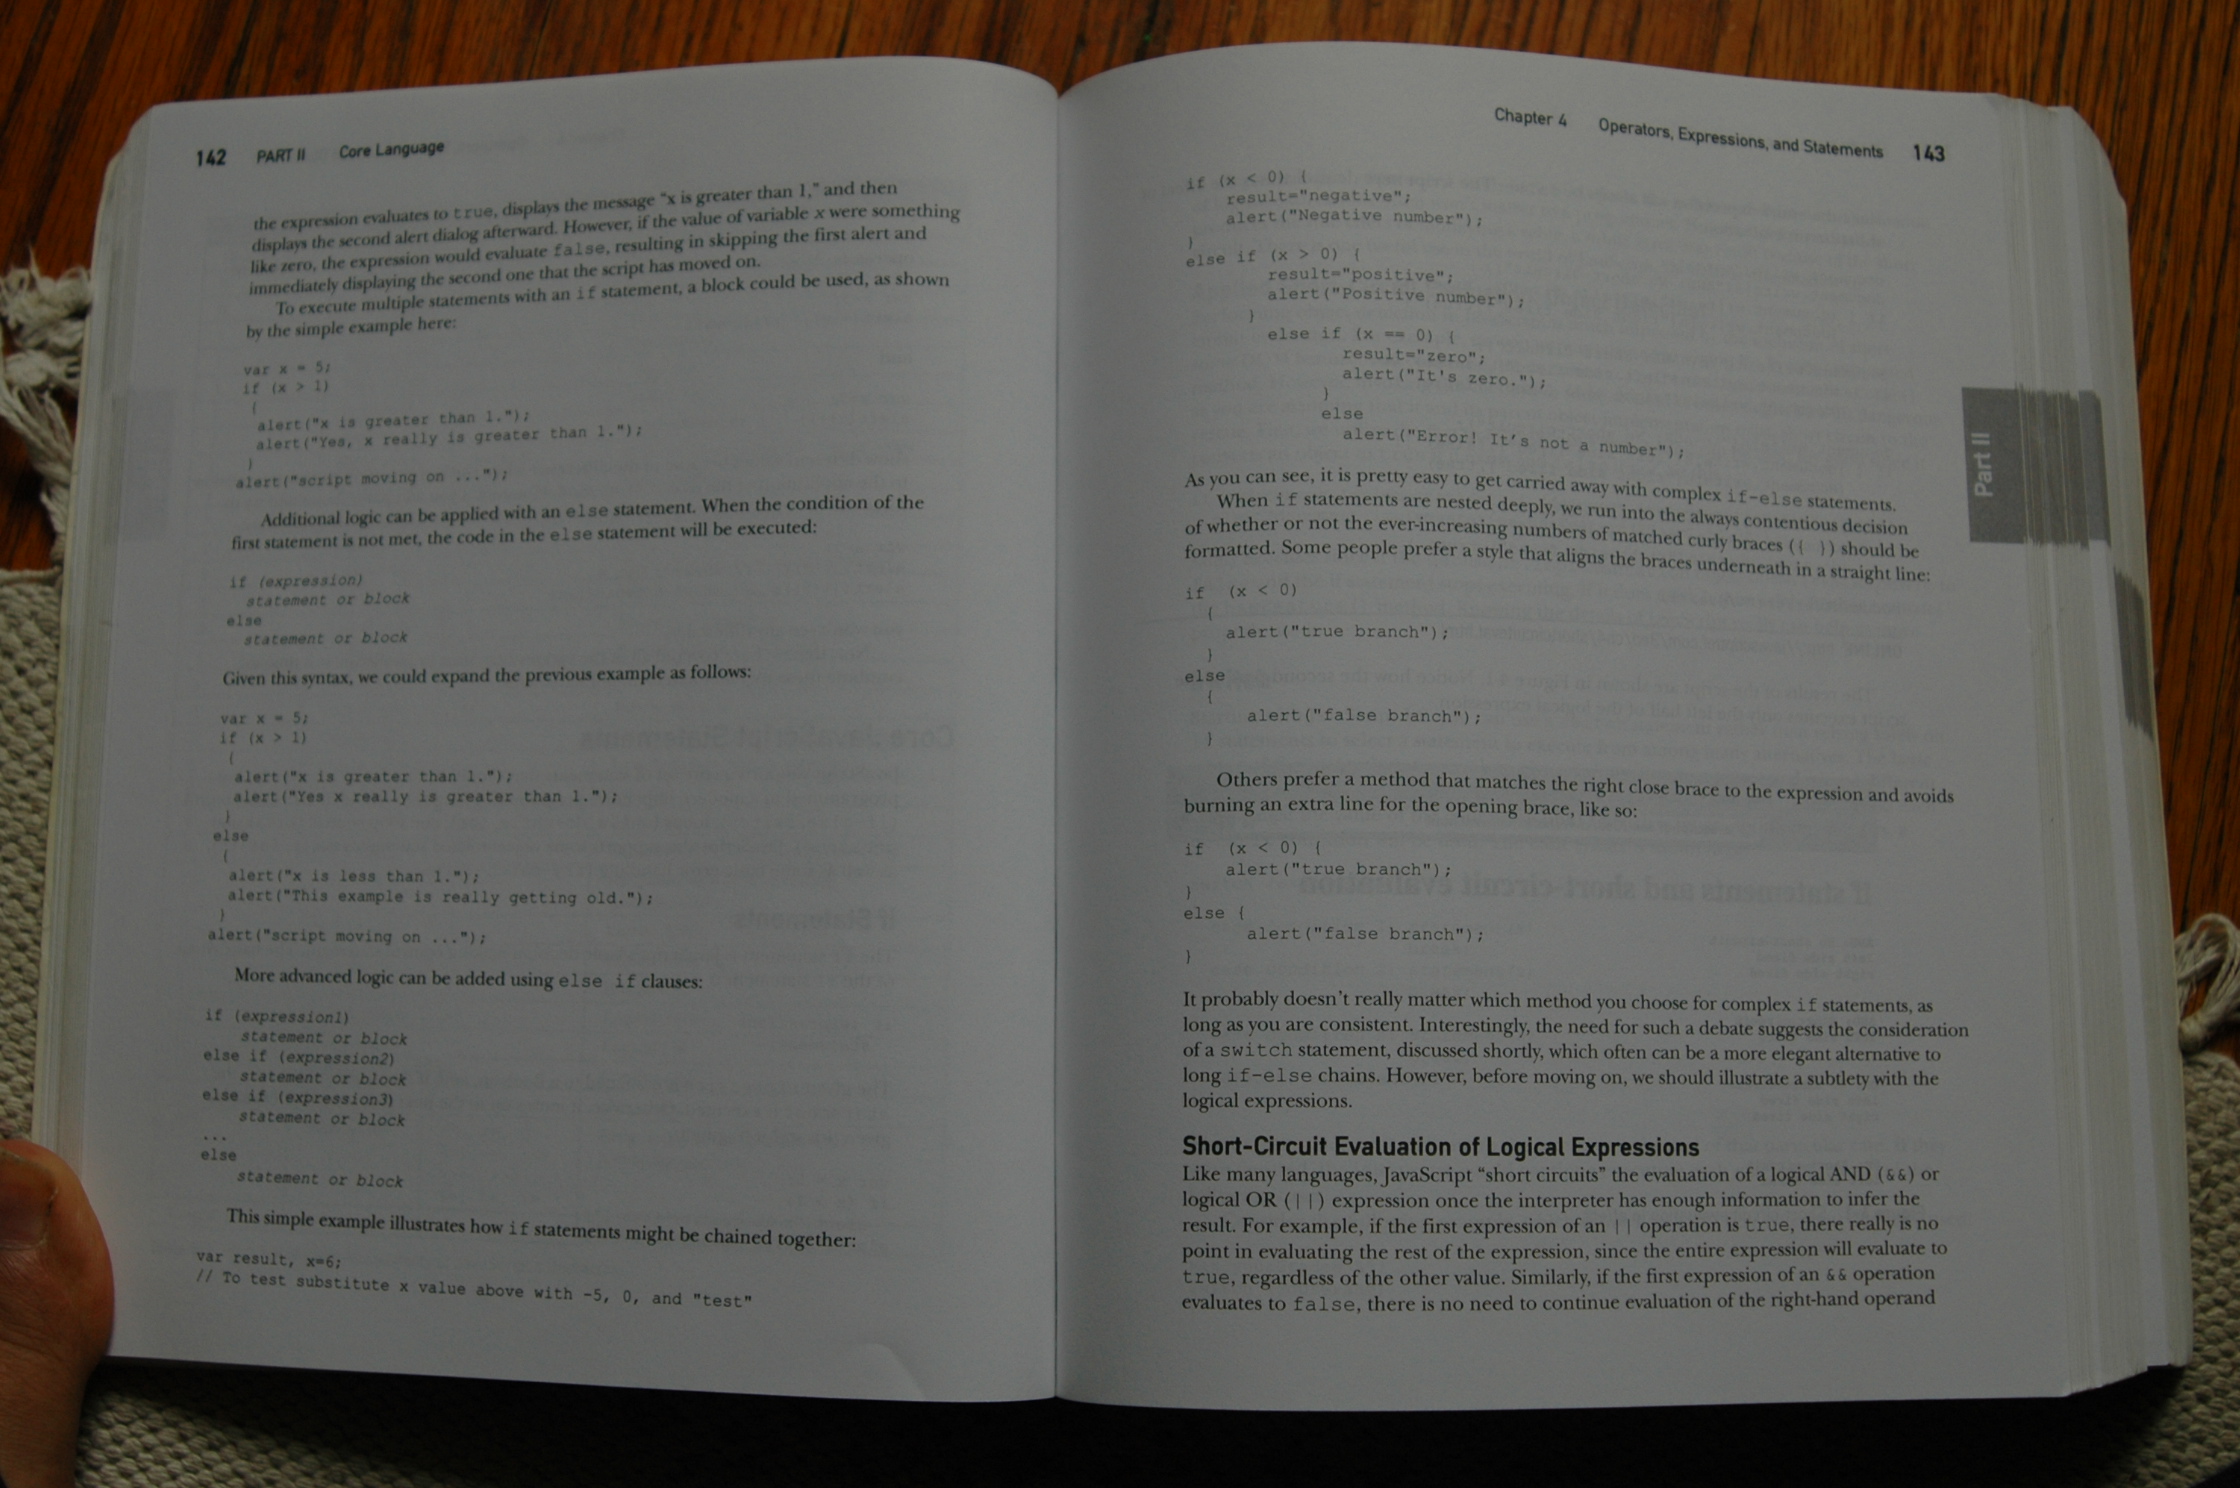 142 PART II Core Language
the expression evaluates to true, displays the message "x is greater than 1," and then
displays the second alert dialog afterward. However, if the value of variable x were something
like zero, the expression would evaluate false, resulting in skipping the first alert and
immediately displaying the second one that the script has moved on.
To execute multiple statements with an if statement, a block could be used, as shown
by the simple example here:
var x = 5;
if (x > 1)
{
alert("x is greater than 1.");
alert("Yes, x really is greater than 1.");
}
alert("script moving on ...");
Additional logic can be applied with an else statement. When the condition of the
first statement is not met, the code in the else statement will be executed:
if (expression)
statement or block
else
statement or block
Given this syntax, we could expand the previous example as follows:
var x = 5;
if (x > 1)
{
alert("x is greater than 1.");
alert("Yes x really is greater than 1.");
}
else
{
alert("x is less than 1.");
alert("This example is really getting old.");
}
alert("script moving on ...");
More advanced logic can be added using else if clauses:
if (expression1)
statement or block
else if (expression2)
statement or block
else if (expression3)
statement or block
...
else
statement or block
This simple example illustrates how if statements might be chained together:
var result, x=6;
// To test substitute x value above with -5, 0, and "test"
Chapter 4 Operators, Expressions, and Statements 143
if (x < 0) {
result="negative";
alert("Negative number");
}
else if (x > 0) {
result="positive";
alert("Positive number");
}
else if (x == 0) {
result="zero";
alert("It's zero.");
}
else
alert("Error! It's not a number");
As you can see, it is pretty easy to get carried away with complex if-else statements.
When if statements are nested deeply, we run into the always contentious decision
of whether or not the ever-increasing numbers of matched curly braces ({ }) should be
formatted. Some people prefer a style that aligns the braces underneath in a straight line:
if (x < 0)
{
alert("true branch");
}
else
{
alert("false branch");
}
Others prefer a method that matches the right close brace to the expression and avoids
burning an extra line for the opening brace, like so:
if (x < 0) {
alert("true branch");
}
else {
alert("false branch");
}
It probably doesn't really matter which method you choose for complex if statements, as
long as you are consistent. Interestingly, the need for such a debate suggests the consideration
of a switch statement, discussed shortly, which often can be a more elegant alternative to
long if-else chains. However, before moving on, we should illustrate a subtlety with the
logical expressions.
Short-Circuit Evaluation of Logical Expressions
Like many languages, JavaScript "short circuits" the evaluation of a logical AND (&&) or
logical OR (||) expression once the interpreter has enough information to infer the
result. For example, if the first expression of an || operation is true, there really is no
point in evaluating the rest of the expression, since the entire expression will evaluate to
true, regardless of the other value. Similarly, if the first expression of an && operation
evaluates to false, there is no need to continue evaluation of the right-hand operand
Part II